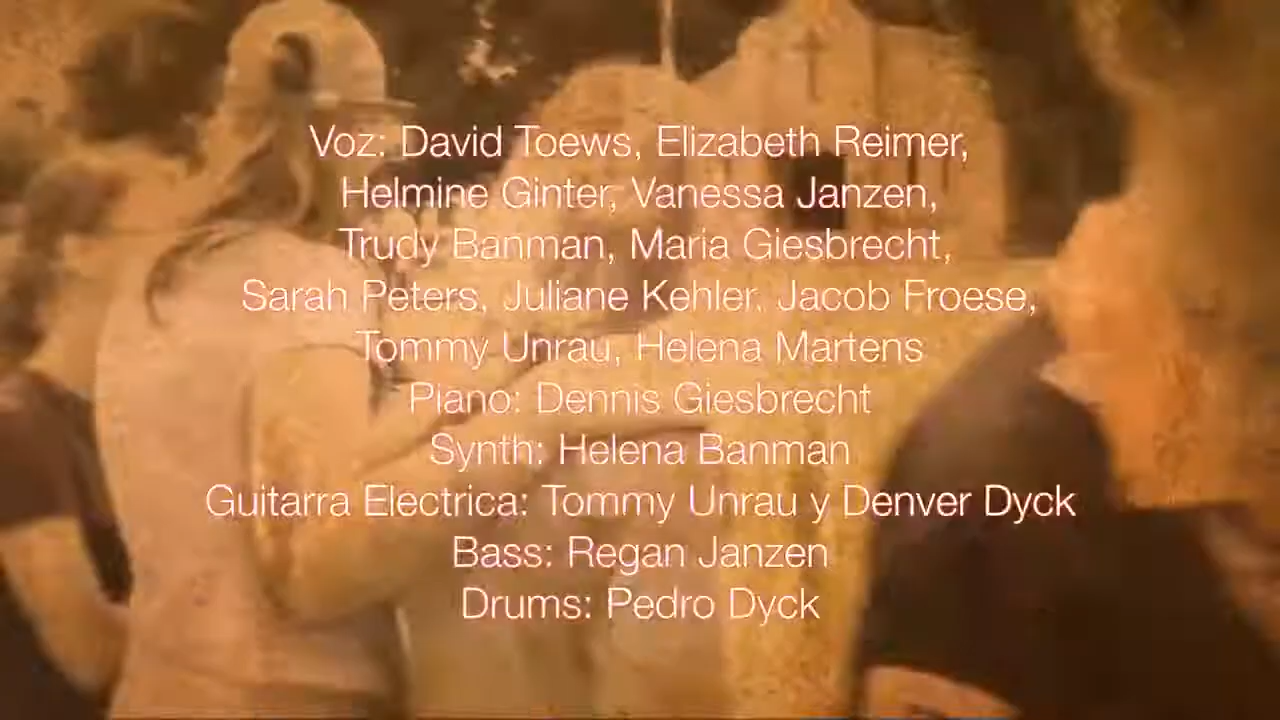 Voz: David Toews, Elizabeth Reimer,
Helmine Ginter, Vanessa Janzen,
Trudy Banman, Maria Giesbrecht,
Sarah Peters, Juliane Kehler, Jacob Froese,
Tommy Unrau, Helena Martens
Piano: Dennis Giesbrecht
Synth: Helena Banman
Guitarra Electrica: Tommy Unrau y Denver Dyck
Bass: Regan Janzen
Drums: Pedro Dyck